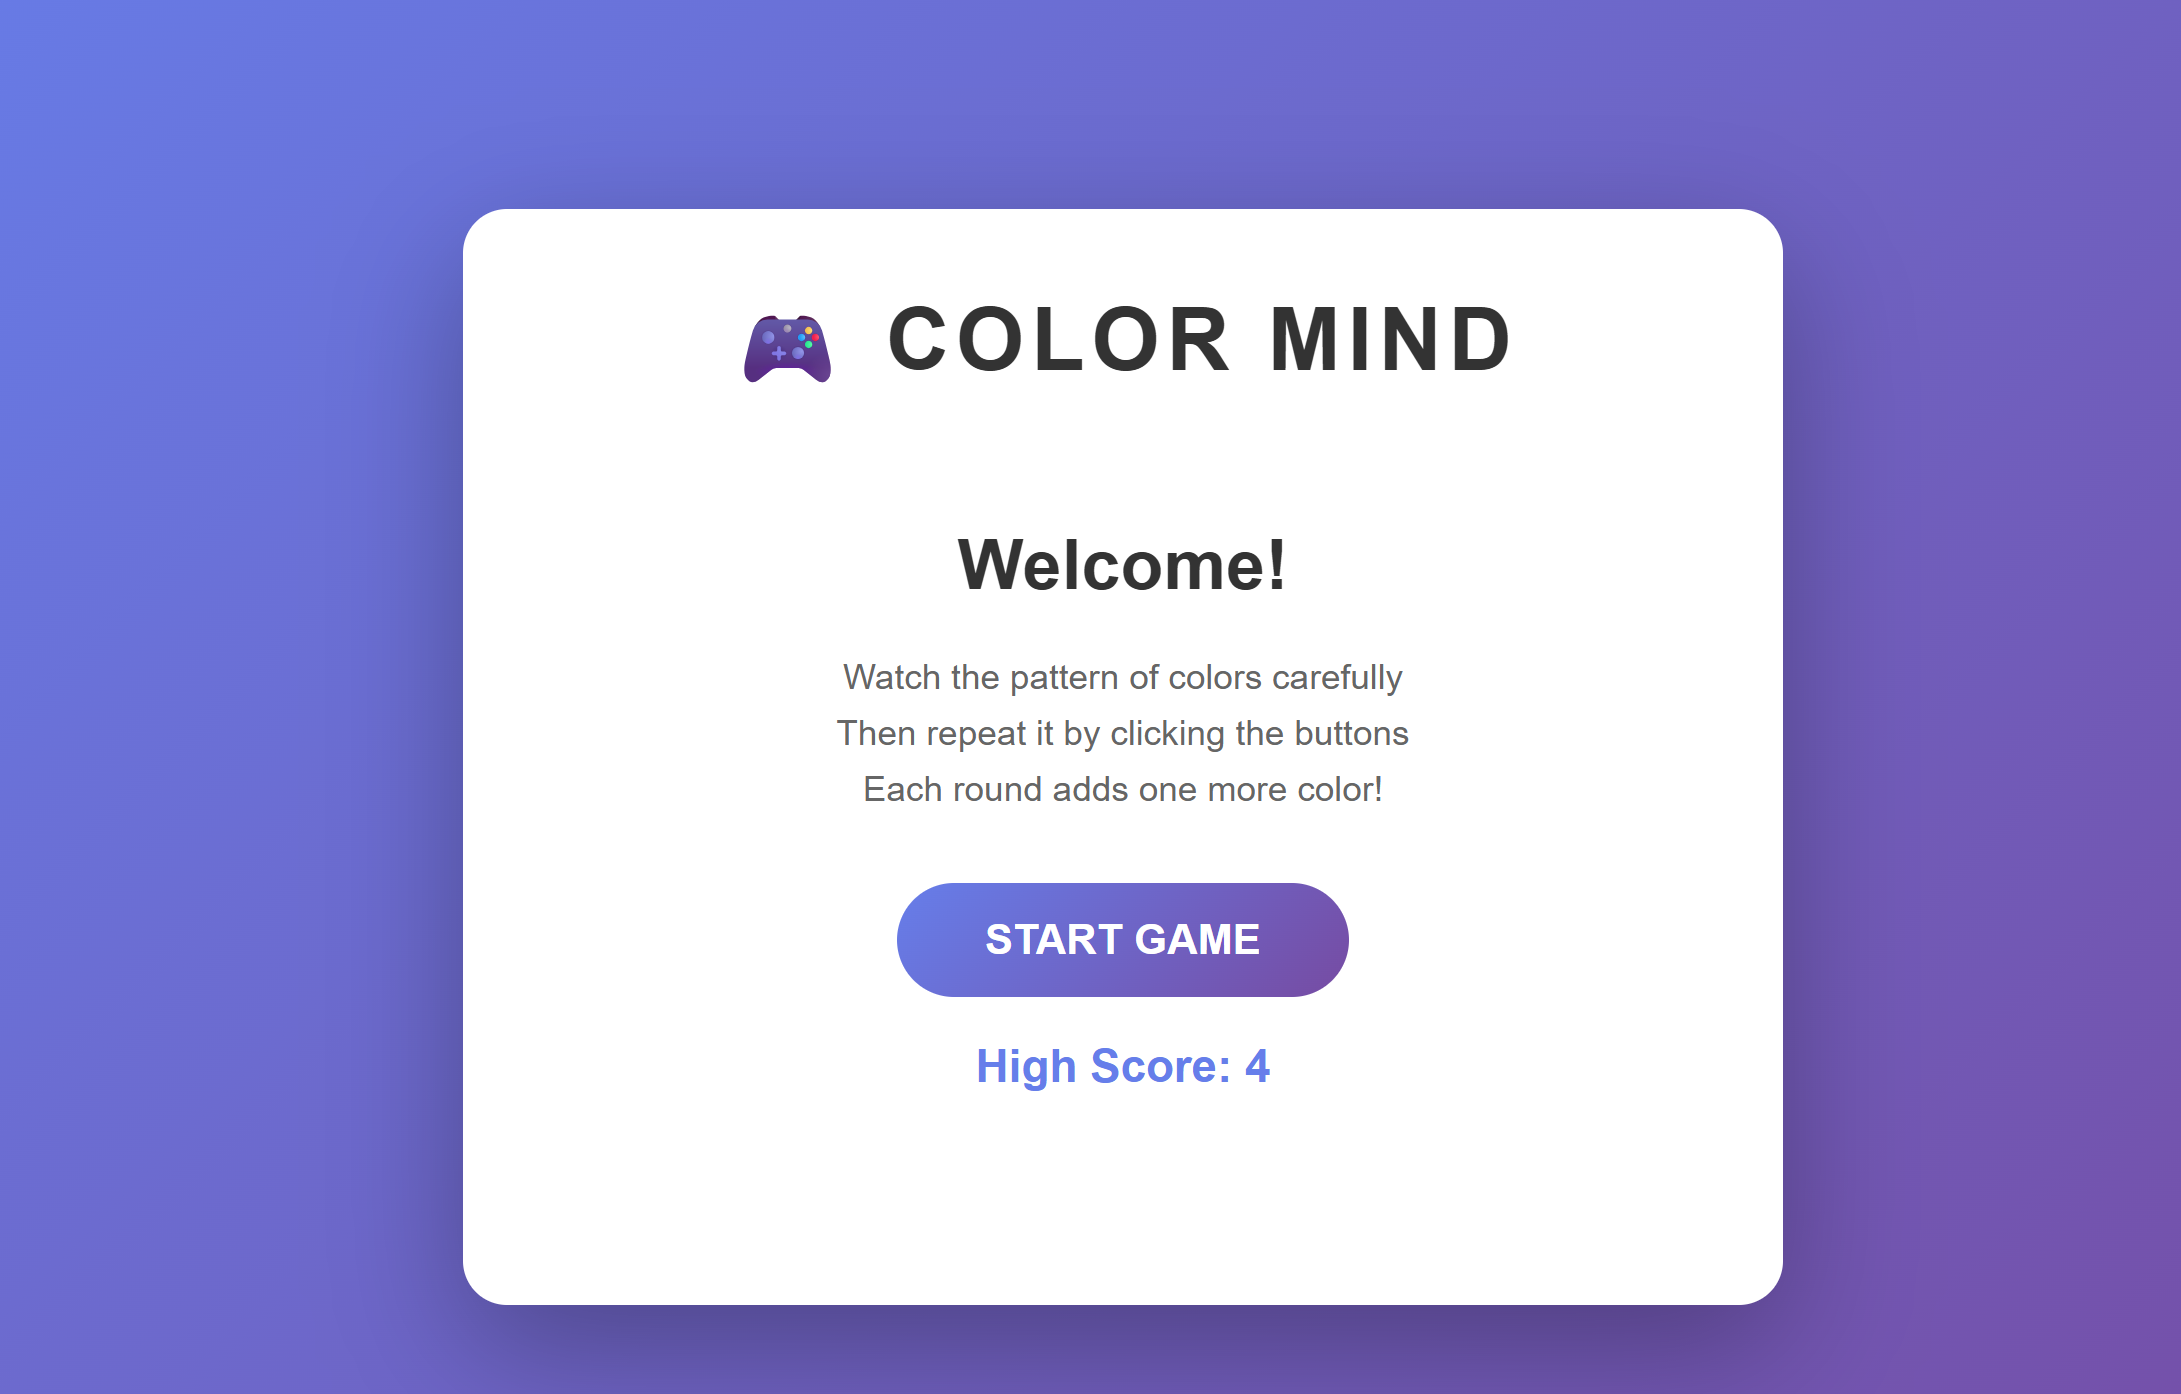 COLOR MIND
Welcome!
Watch the pattern of colors carefully
Then repeat it by clicking the buttons
Each round adds one more color!
START GAME
High Score: 4